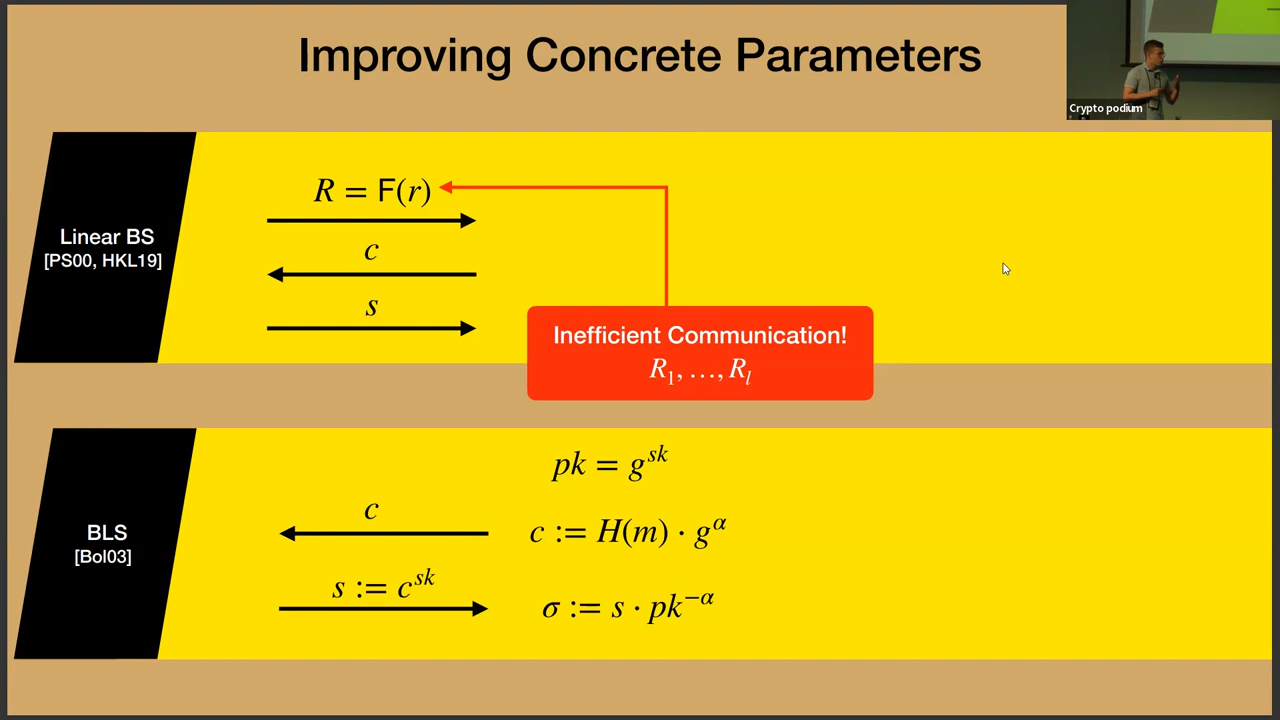 Improving Concrete Parameters
Crypto podium
Linear BS
[PS00, HKL19]
R = F(r)
c
s
Inefficient Communication!
R₁, …, Rₗ
BLS
[Bol03]
pk = g^{sk}
c
c := H(m) · g^α
s := c^{sk}
σ := s · pk^{−α}